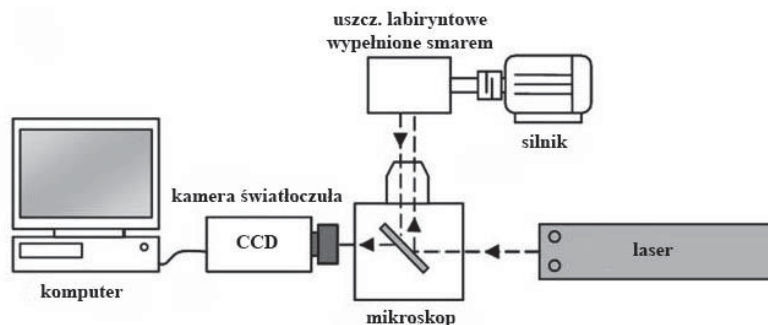 uszcz. labiryntowe
wypełnione smarem
silnik
kamera światłoczuła
CCD
laser
komputer
mikroskop